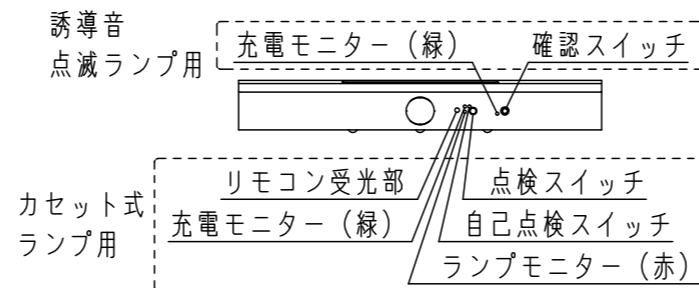 誘導音
点滅ランプ用
充電モニター（緑）
確認スイッチ
カセット式
ランプ用
リモコン受光部
点検スイッチ
充電モニター（緑）
自己点検スイッチ
ランプモニター（赤）